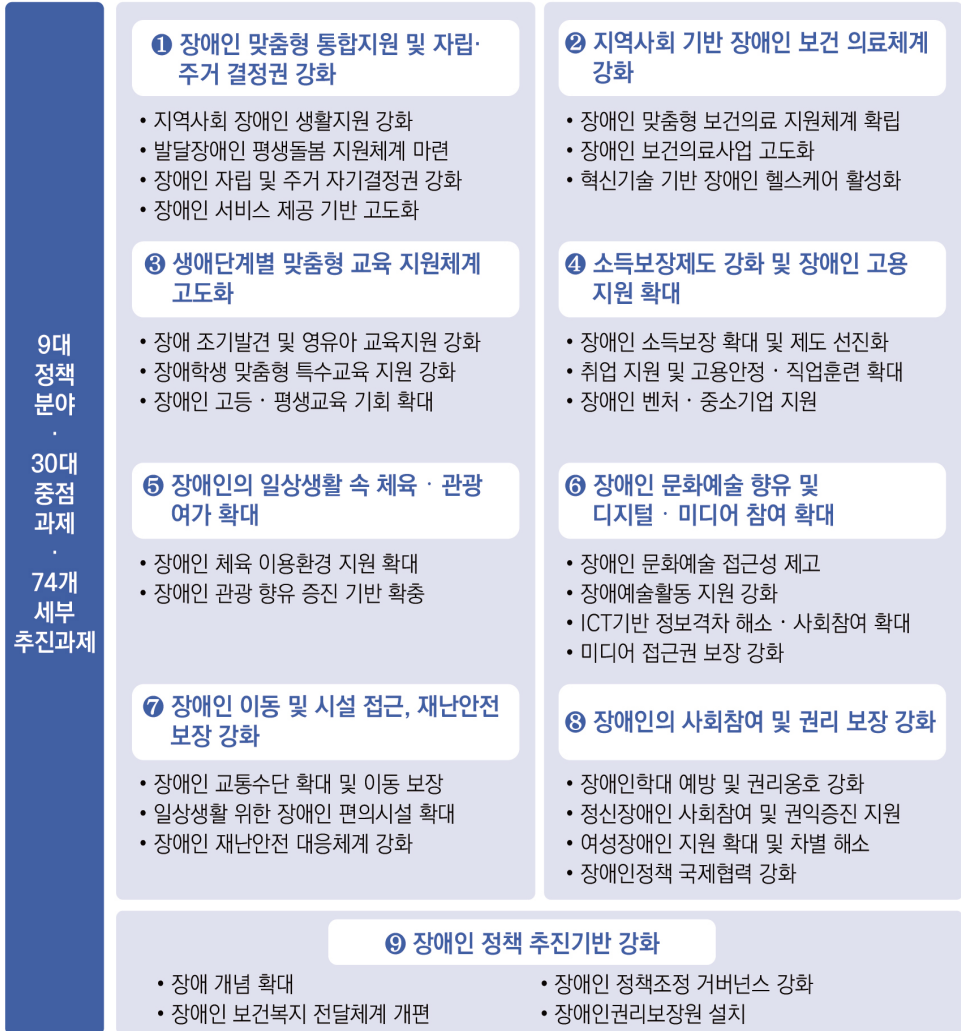 9대
정책
분야
·
30대
중점
과제
·
74개
세부
추진과제
❶ 장애인 맞춤형 통합지원 및 자립·
주거 결정권 강화
• 지역사회 장애인 생활지원 강화
• 발달장애인 평생돌봄 지원체계 마련
• 장애인 자립 및 주거 자기결정권 강화
• 장애인 서비스 제공 기반 고도화
❷ 지역사회 기반 장애인 보건 의료체계
강화
• 장애인 맞춤형 보건의료 지원체계 확립
• 장애인 보건의료사업 고도화
• 혁신기술 기반 장애인 헬스케어 활성화
❸ 생애단계별 맞춤형 교육 지원체계
고도화
• 장애 조기발견 및 영유아 교육지원 강화
• 장애학생 맞춤형 특수교육 지원 강화
• 장애인 고등 · 평생교육 기회 확대
❹ 소득보장제도 강화 및 장애인 고용
지원 확대
• 장애인 소득보장 확대 및 제도 선진화
• 취업 지원 및 고용안정 · 직업훈련 확대
• 장애인 벤처 · 중소기업 지원
❺ 장애인의 일상생활 속 체육 · 관광
여가 확대
• 장애인 체육 이용환경 지원 확대
• 장애인 관광 향유 증진 기반 확충
❻ 장애인 문화예술 향유 및
디지털 · 미디어 참여 확대
• 장애인 문화예술 접근성 제고
• 장애예술활동 지원 강화
• ICT기반 정보격차 해소 · 사회참여 확대
• 미디어 접근권 보장 강화
❼ 장애인 이동 및 시설 접근, 재난안전
보장 강화
• 장애인 교통수단 확대 및 이동 보장
• 일상생활 위한 장애인 편의시설 확대
• 장애인 재난안전 대응체계 강화
❽ 장애인의 사회참여 및 권리 보장 강화
• 장애인학대 예방 및 권리옹호 강화
• 정신장애인 사회참여 및 권익증진 지원
• 여성장애인 지원 확대 및 차별 해소
• 장애인정책 국제협력 강화
❾ 장애인 정책 추진기반 강화
• 장애 개념 확대
• 장애인 보건복지 전달체계 개편
• 장애인 정책조정 거버넌스 강화
• 장애인권리보장원 설치